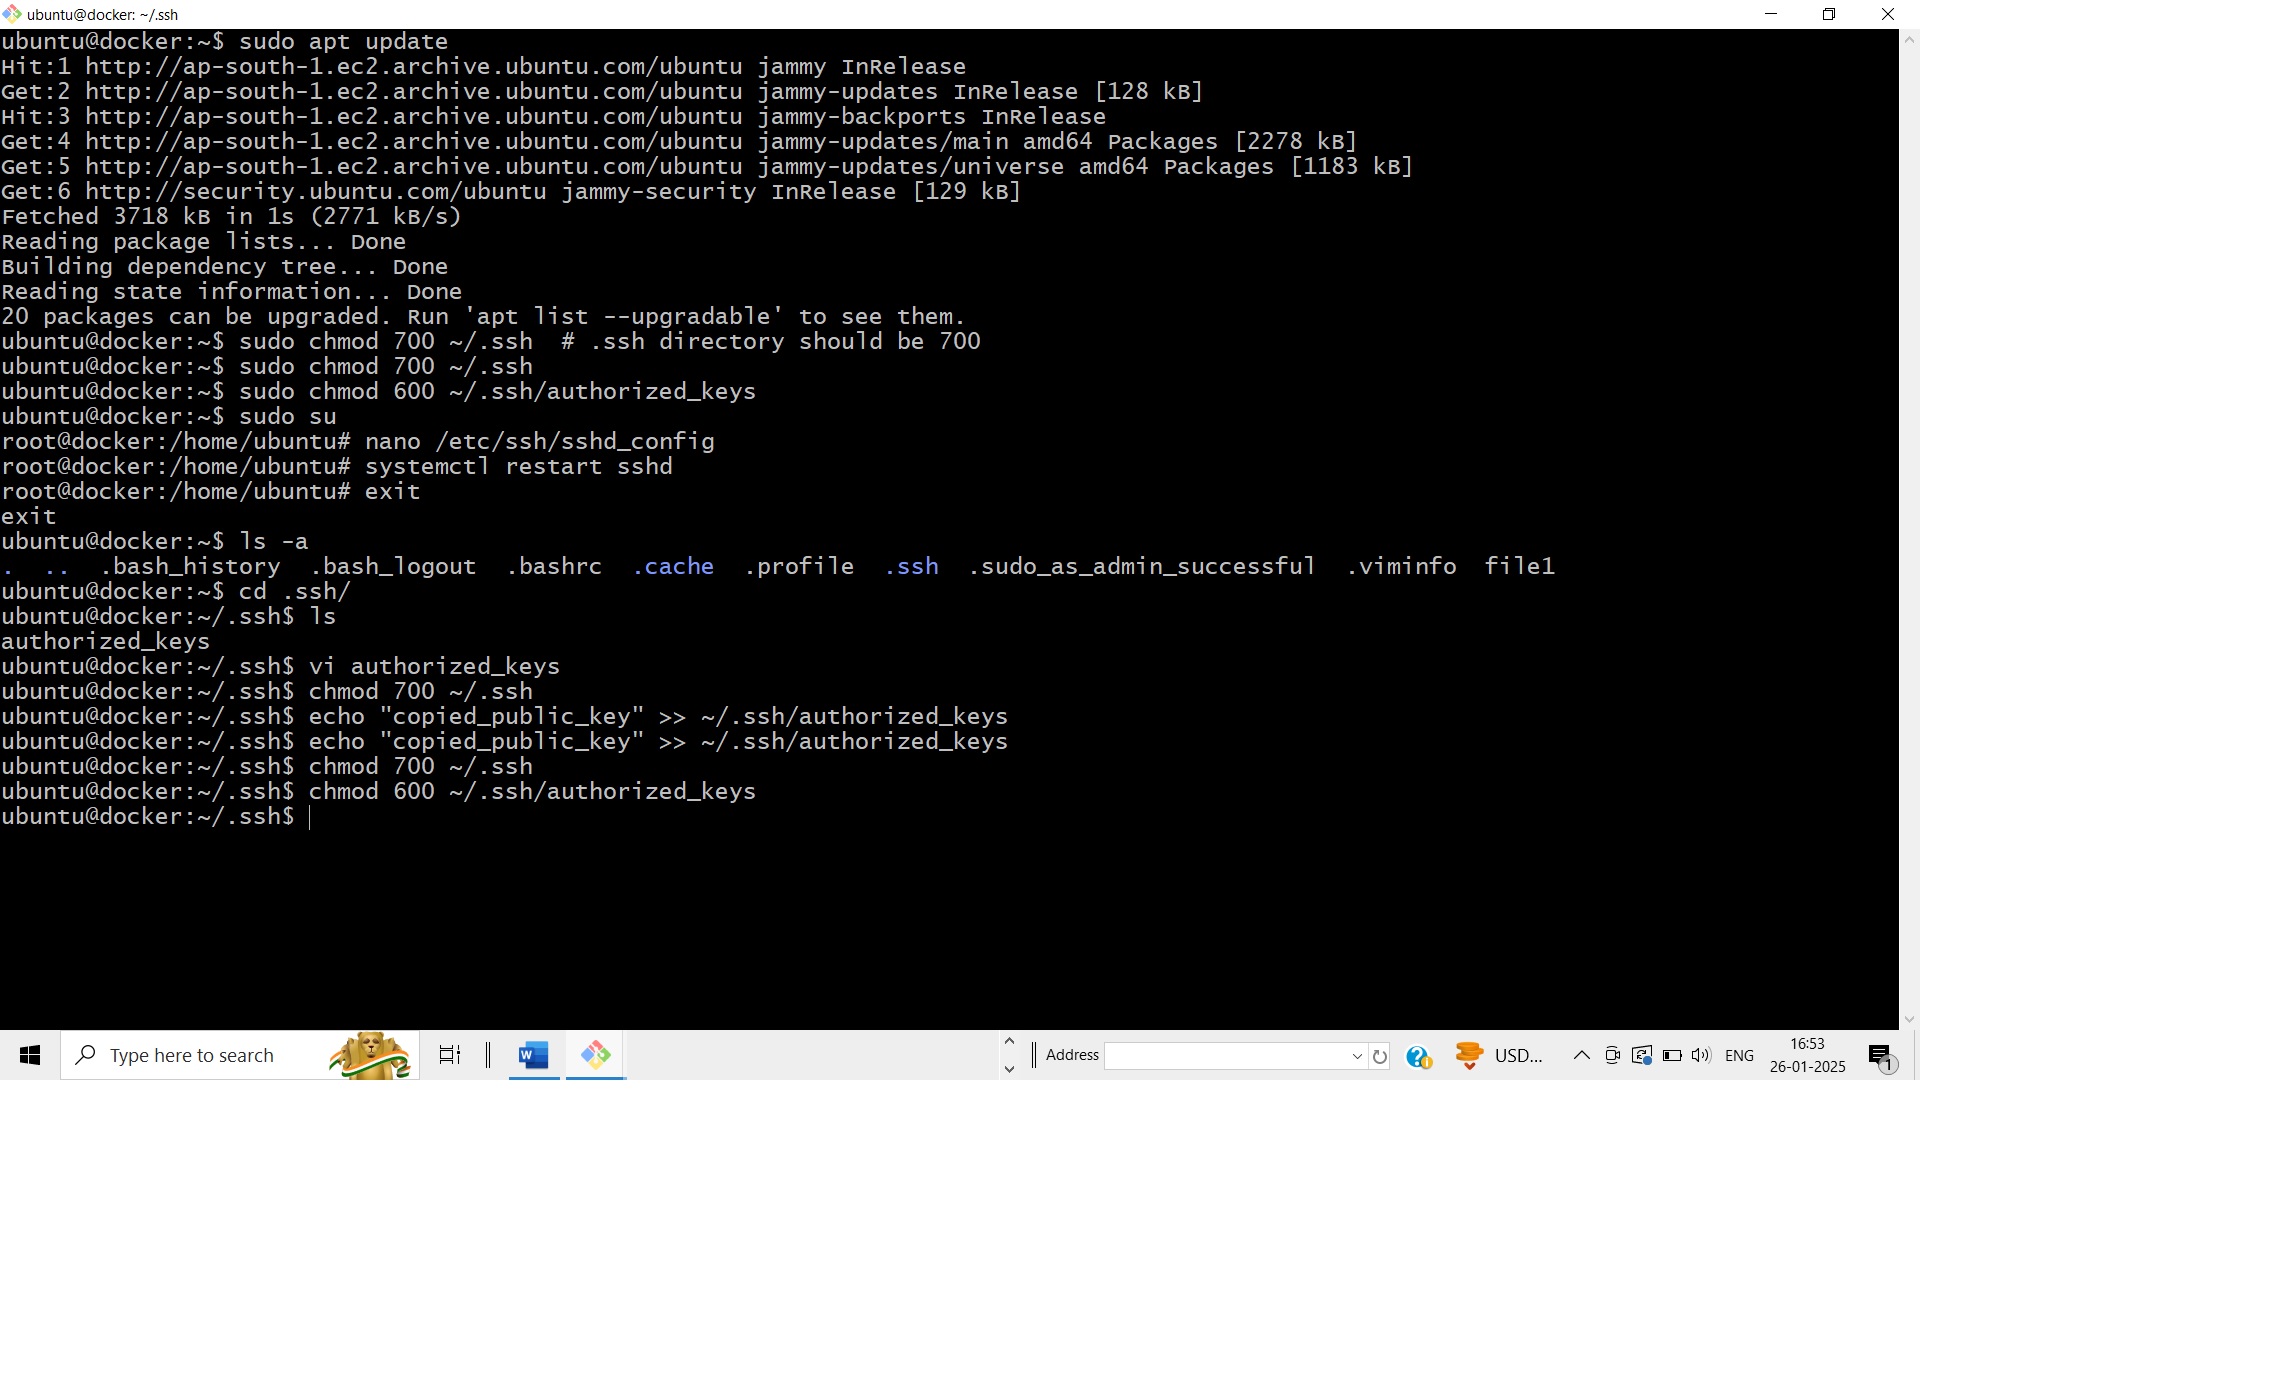 ubuntu@docker: ~/.ssh
ubuntu@docker:~$ sudo apt update
Hit:1 http://ap-south-1.ec2.archive.ubuntu.com/ubuntu jammy InRelease
Get:2 http://ap-south-1.ec2.archive.ubuntu.com/ubuntu jammy-updates InRelease [128 kB]
Hit:3 http://ap-south-1.ec2.archive.ubuntu.com/ubuntu jammy-backports InRelease
Get:4 http://ap-south-1.ec2.archive.ubuntu.com/ubuntu jammy-updates/main amd64 Packages [2278 kB]
Get:5 http://ap-south-1.ec2.archive.ubuntu.com/ubuntu jammy-updates/universe amd64 Packages [1183 kB]
Get:6 http://security.ubuntu.com/ubuntu jammy-security InRelease [129 kB]
Fetched 3718 kB in 1s (2771 kB/s)
Reading package lists... Done
Building dependency tree... Done
Reading state information... Done
20 packages can be upgraded. Run 'apt list --upgradable' to see them.
ubuntu@docker:~$ sudo chmod 700 ~/.ssh  # .ssh directory should be 700
ubuntu@docker:~$ sudo chmod 700 ~/.ssh
ubuntu@docker:~$ sudo chmod 600 ~/.ssh/authorized_keys
ubuntu@docker:~$ sudo su
root@docker:/home/ubuntu# nano /etc/ssh/sshd_config
root@docker:/home/ubuntu# systemctl restart sshd
root@docker:/home/ubuntu# exit
exit
ubuntu@docker:~$ ls -a
.  ..  .bash_history  .bash_logout  .bashrc  .cache  .profile  .ssh  .sudo_as_admin_successful  .viminfo  file1
ubuntu@docker:~$ cd .ssh/
ubuntu@docker:~/.ssh$ ls
authorized_keys
ubuntu@docker:~/.ssh$ vi authorized_keys
ubuntu@docker:~/.ssh$ chmod 700 ~/.ssh
ubuntu@docker:~/.ssh$ echo "copied_public_key" >> ~/.ssh/authorized_keys
ubuntu@docker:~/.ssh$ echo "copied_public_key" >> ~/.ssh/authorized_keys
ubuntu@docker:~/.ssh$ chmod 700 ~/.ssh
ubuntu@docker:~/.ssh$ chmod 600 ~/.ssh/authorized_keys
ubuntu@docker:~/.ssh$
Type here to search
W
Address
USD...
ENG
16:53
26-01-2025
1